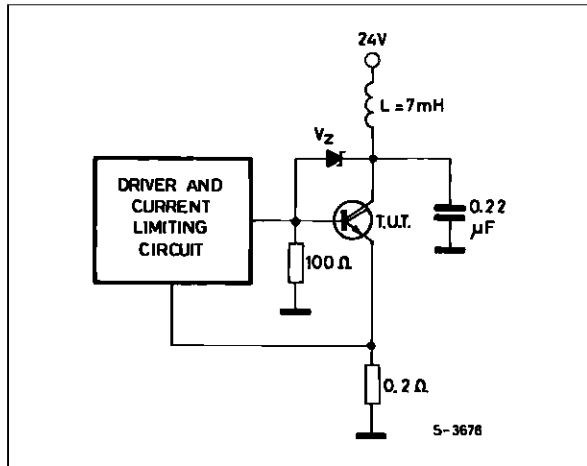 24V
L = 7mH
Vz
DRIVER AND
CURRENT
LIMITING
CIRCUIT
T.U.T.
0.22
µF
100 Ω
0.2 Ω
S-3676